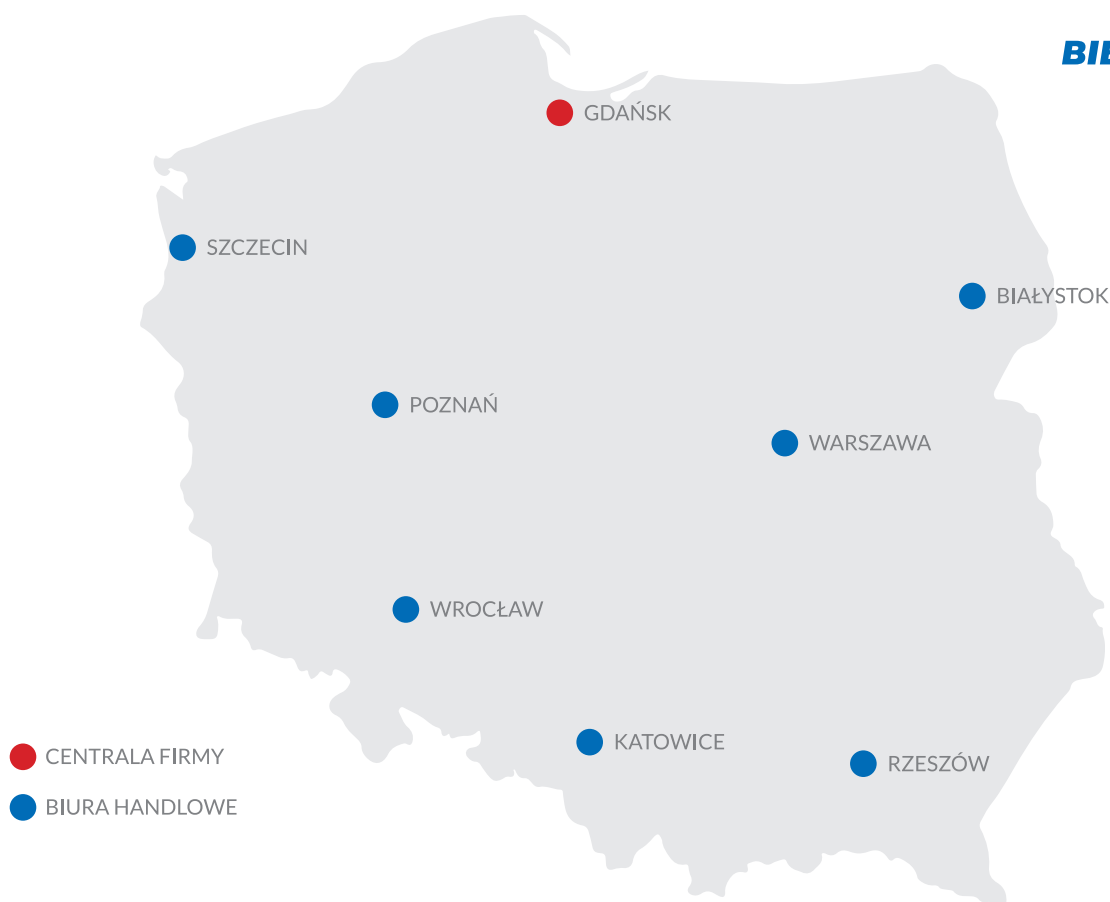 GDAŃSK
SZCZECIN
BIAŁYSTOK
POZNAŃ
WARSZAWA
WROCŁAW
KATOWICE
RZESZÓW
CENTRALA FIRMY
BIURA HANDLOWE